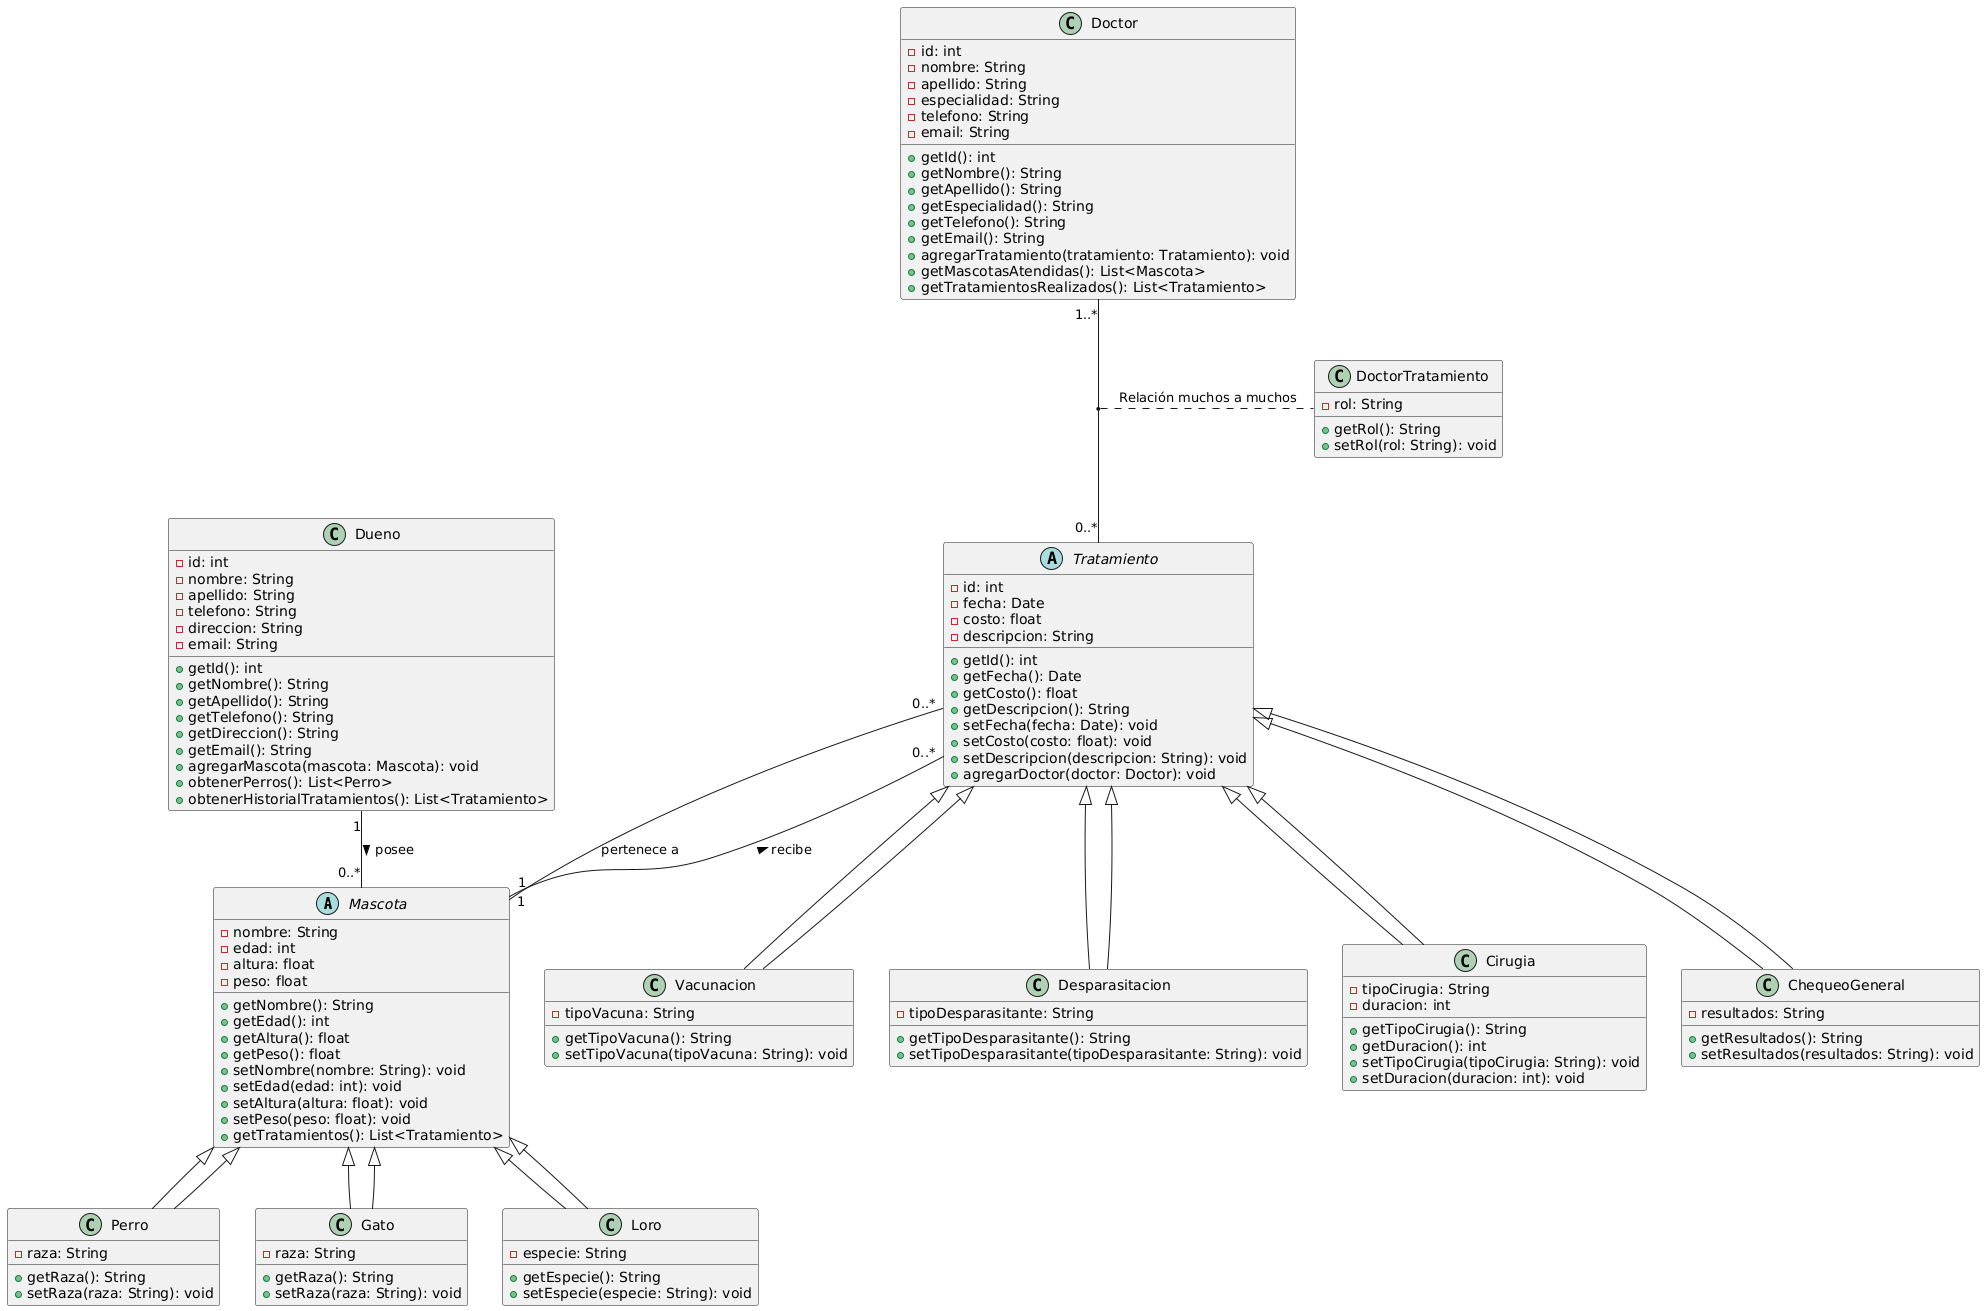 C Doctor
id: int
nombre: String
apellido: String
especialidad: String
telefono: String
email: String
getId(): int
getNombre(): String
getApellido(): String
getEspecialidad(): String
getTelefono(): String
getEmail(): String
agregarTratamiento(tratamiento: Tratamiento): void
getMascotasAtendidas(): List<Mascota>
getTratamientosRealizados(): List<Tratamiento>
1..*
Relación muchos a muchos
0..*
C DoctorTratamiento
rol: String
getRol(): String
setRol(rol: String): void
C Dueno
id: int
nombre: String
apellido: String
telefono: String
direccion: String
email: String
getId(): int
getNombre(): String
getApellido(): String
getTelefono(): String
getDireccion(): String
getEmail(): String
agregarMascota(mascota: Mascota): void
obtenerPerros(): List<Perro>
obtenerHistorialTratamientos(): List<Tratamiento>
A Tratamiento
id: int
fecha: Date
costo: float
descripcion: String
getId(): int
getFecha(): Date
getCosto(): float
getDescripcion(): String
setFecha(fecha: Date): void
setCosto(costo: float): void
setDescripcion(descripcion: String): void
agregarDoctor(doctor: Doctor): void
0..*
0..*
1
posee
0..*
pertenece a
recibe
1
1
A Mascota
nombre: String
edad: int
altura: float
peso: float
getNombre(): String
getEdad(): int
getAltura(): float
getPeso(): float
setNombre(nombre: String): void
setEdad(edad: int): void
setAltura(altura: float): void
setPeso(peso: float): void
getTratamientos(): List<Tratamiento>
C Vacunacion
tipoVacuna: String
getTipoVacuna(): String
setTipoVacuna(tipoVacuna: String): void
C Desparasitacion
tipoDesparasitante: String
getTipoDesparasitante(): String
setTipoDesparasitante(tipoDesparasitante: String): void
C Cirugia
tipoCirugia: String
duracion: int
getTipoCirugia(): String
getDuracion(): int
setTipoCirugia(tipoCirugia: String): void
setDuracion(duracion: int): void
C ChequeoGeneral
resultados: String
getResultados(): String
setResultados(resultados: String): void
C Perro
raza: String
getRaza(): String
setRaza(raza: String): void
C Gato
raza: String
getRaza(): String
setRaza(raza: String): void
C Loro
especie: String
getEspecie(): String
setEspecie(especie: String): void